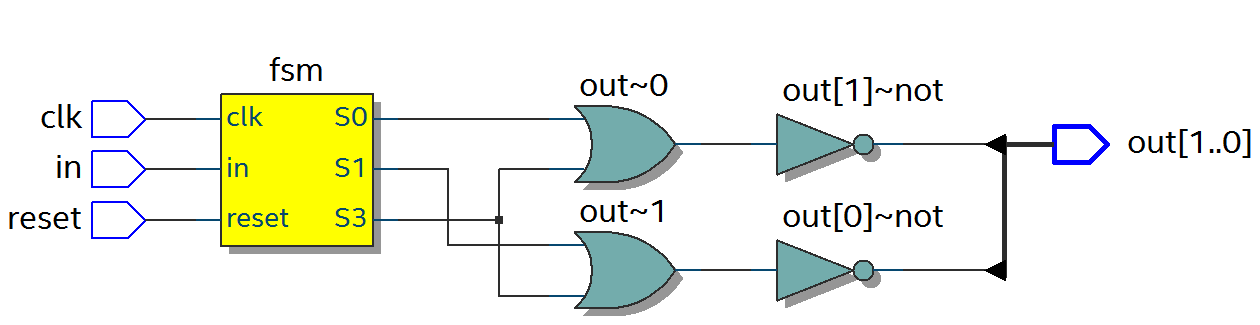 fsm
clk
in
reset
clk
in
reset
S0
S1
S3
out~0
out~1
out[1]~not
out[0]~not
out[1..0]